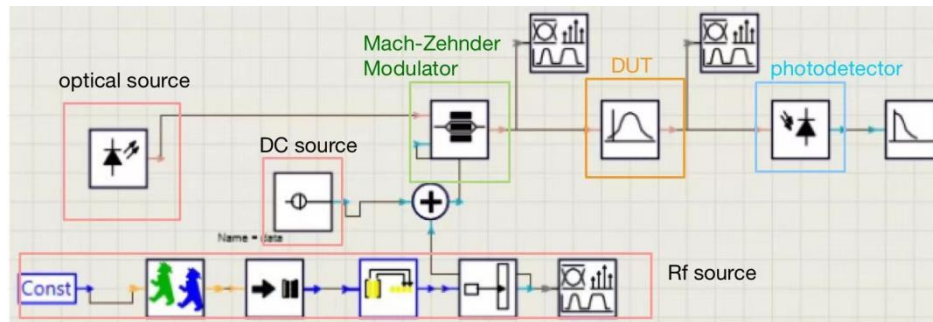 Mach-Zehnder
Modulator
DUT
photodetector
optical source
DC source
Name = data
Const
Rf source